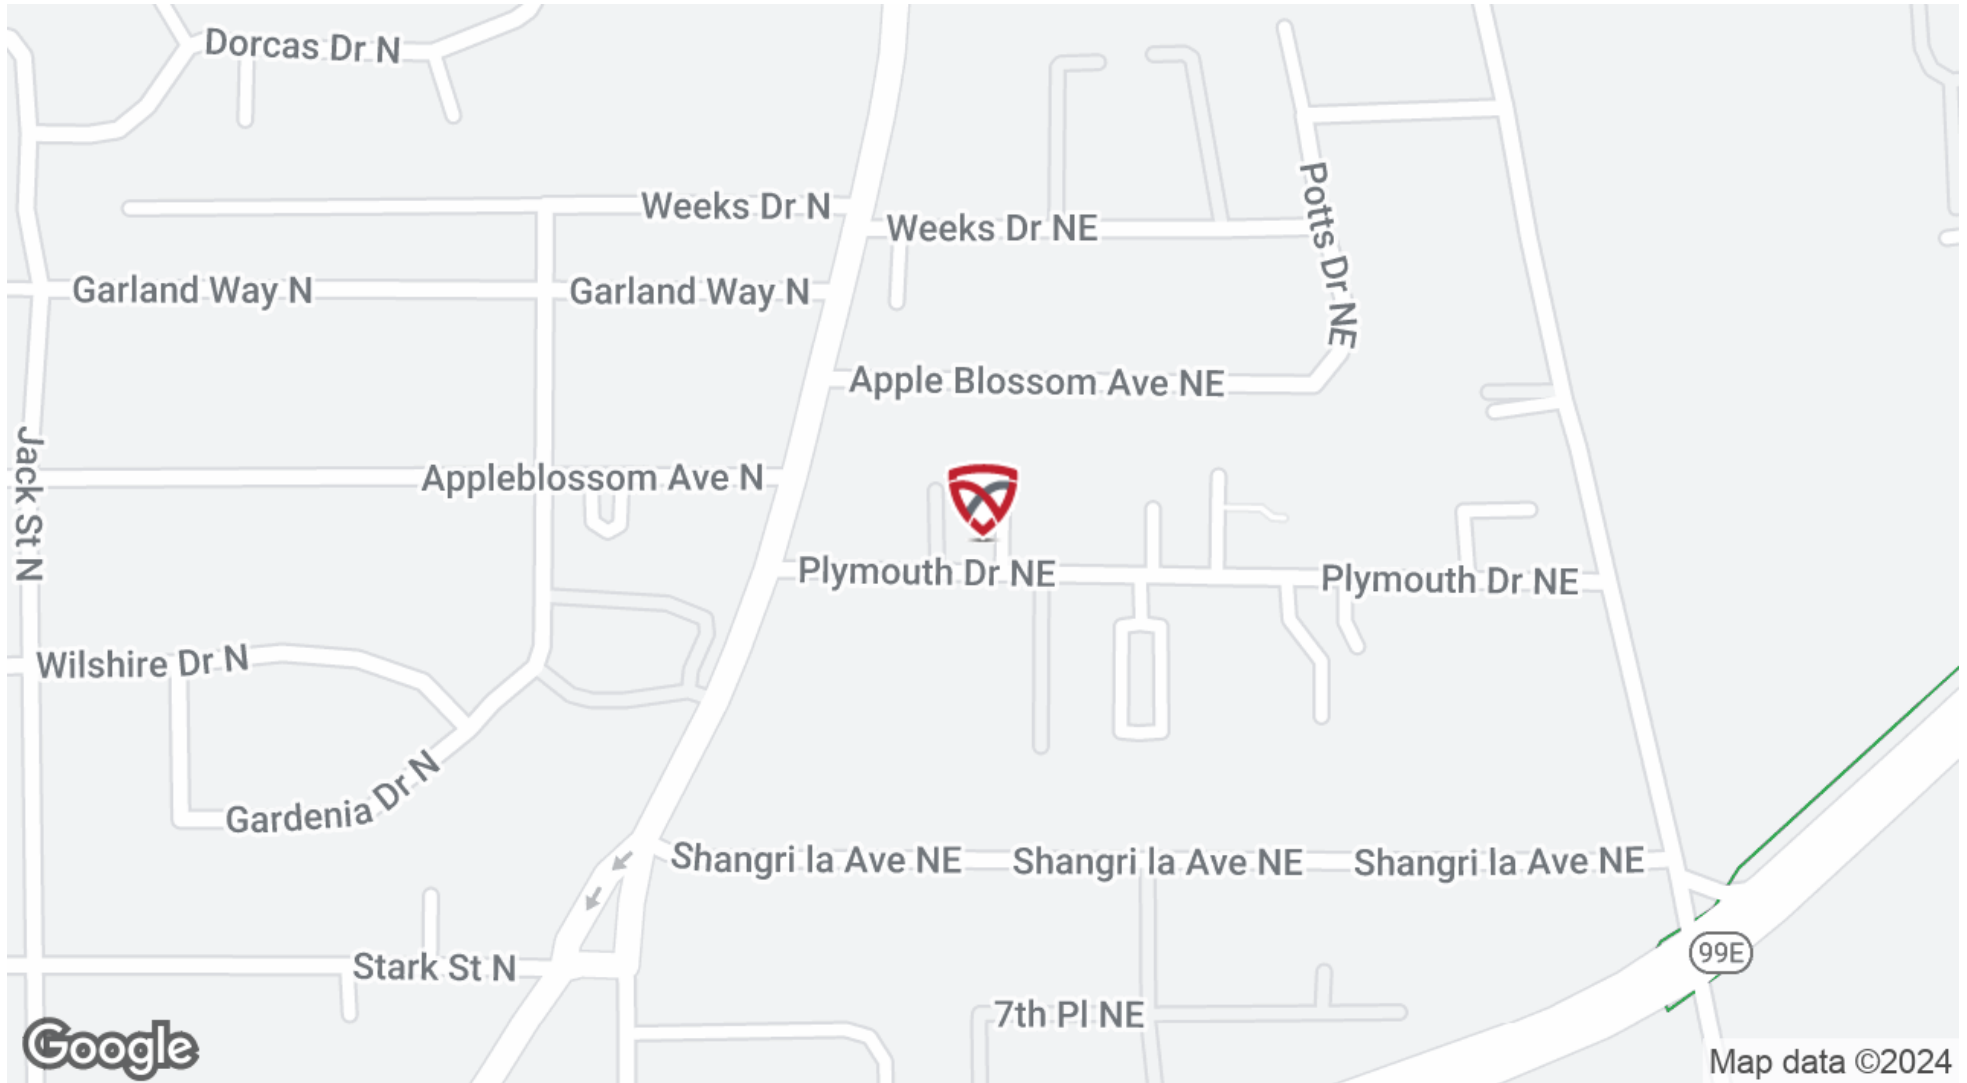 Dorcas Dr N
Weeks Dr N
Weeks Dr NE
Potts Dr NE
Garland Way N
Garland Way N
Apple Blossom Ave NE
Jack St N
Appleblossom Ave N
Plymouth Dr NE
Plymouth Dr NE
Wilshire Dr N
Gardenia Dr N
Shangri la Ave NE
Shangri la Ave NE
Shangri la Ave NE
Stark St N
99E
7th Pl NE
Google
Map data ©2024